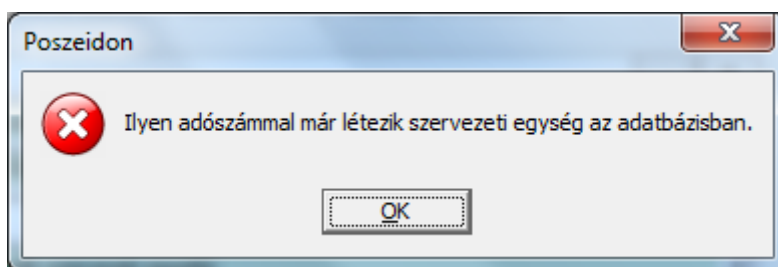 Poszeidon
Ilyen adószámmal már létezik szervezeti egység az adatbázisban.
OK